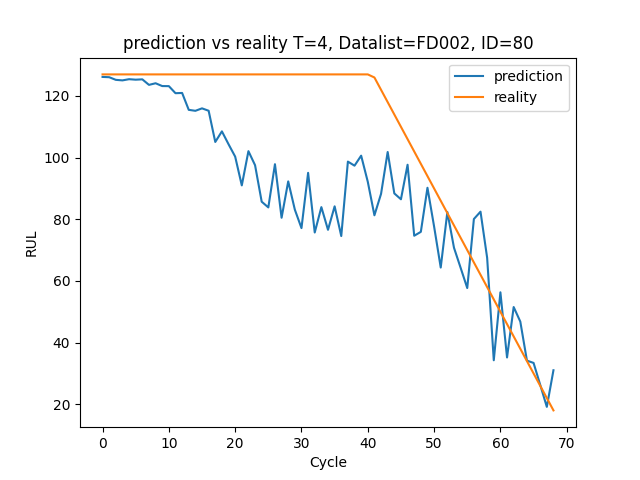 prediction vs reality T=4, Datalist=FD002, ID=80
prediction
reality
RUL
120
100
80
60
40
20
0 10 20 30 40 50 60 70
Cycle